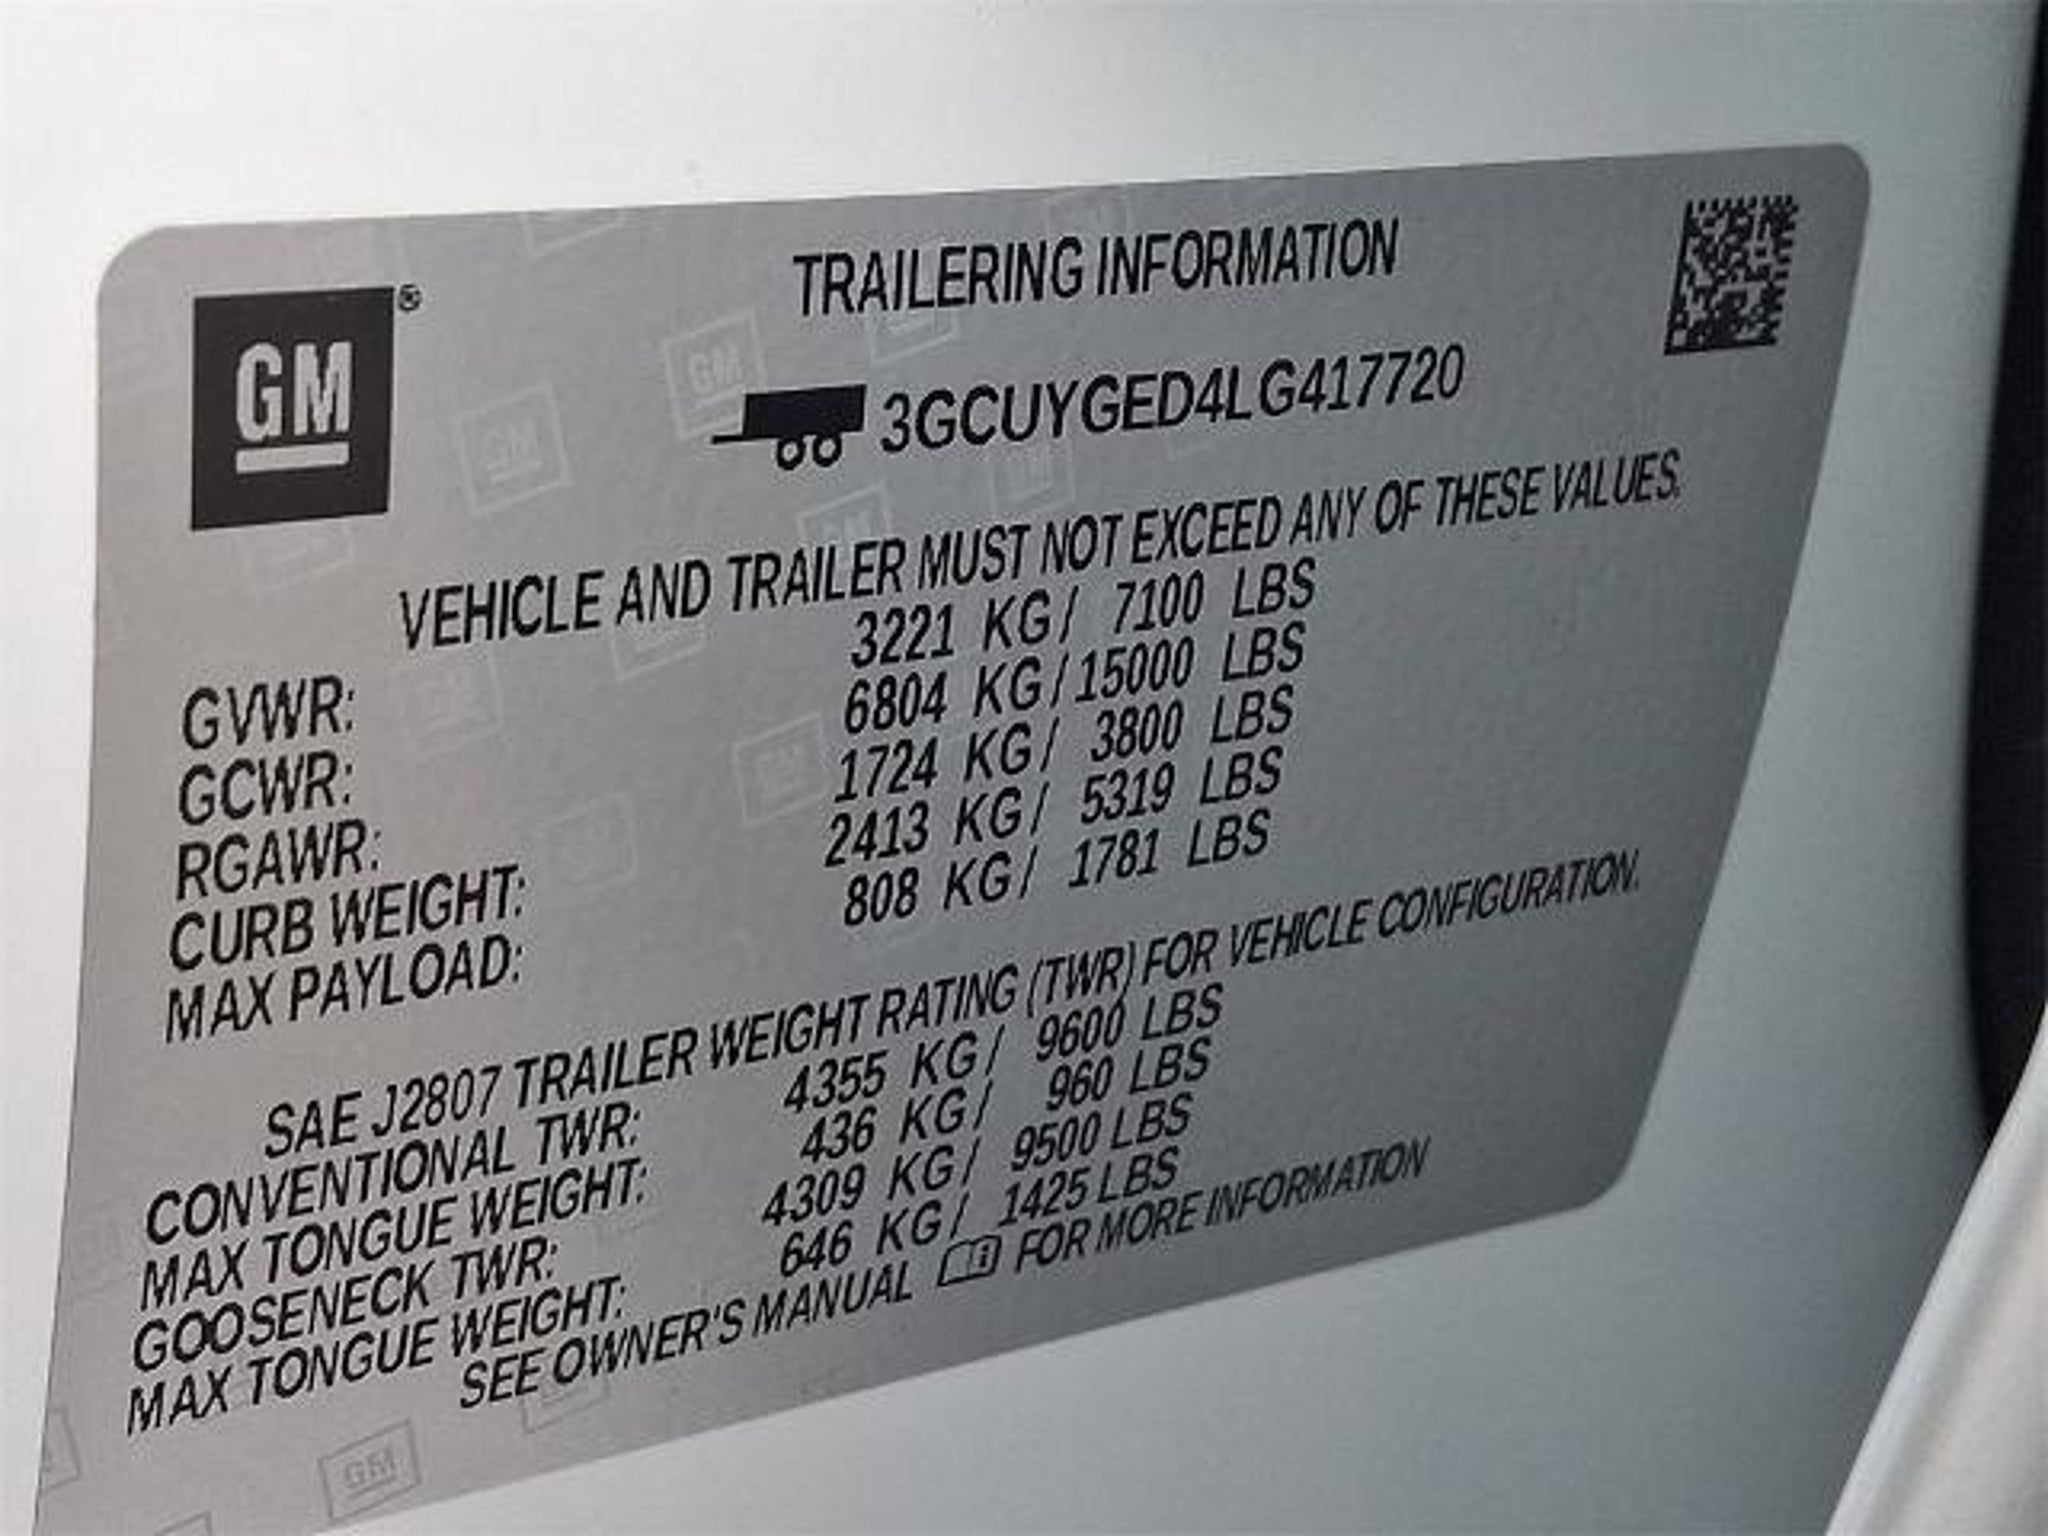 GM®
TRAILERING INFORMATION
3GCUYGED4LG417720
VEHICLE AND TRAILER MUST NOT EXCEED ANY OF THESE VALUES.
GVWR: 3221 KG/ 7100 LBS
GCWR: 6804 KG/15000 LBS
RGAWR: 1724 KG/ 3800 LBS
CURB WEIGHT: 2413 KG/ 5319 LBS
MAX PAYLOAD: 808 KG/ 1781 LBS
SAE J2807 TRAILER WEIGHT RATING (TWR) FOR VEHICLE CONFIGURATION.
CONVENTIONAL TWR: 4355 KG/ 9600 LBS
MAX TONGUE WEIGHT: 436 KG/ 960 LBS
GOOSENECK TWR: 4309 KG/ 9500 LBS
MAX TONGUE WEIGHT: 646 KG/ 1425 LBS
SEE OWNER'S MANUAL FOR MORE INFORMATION